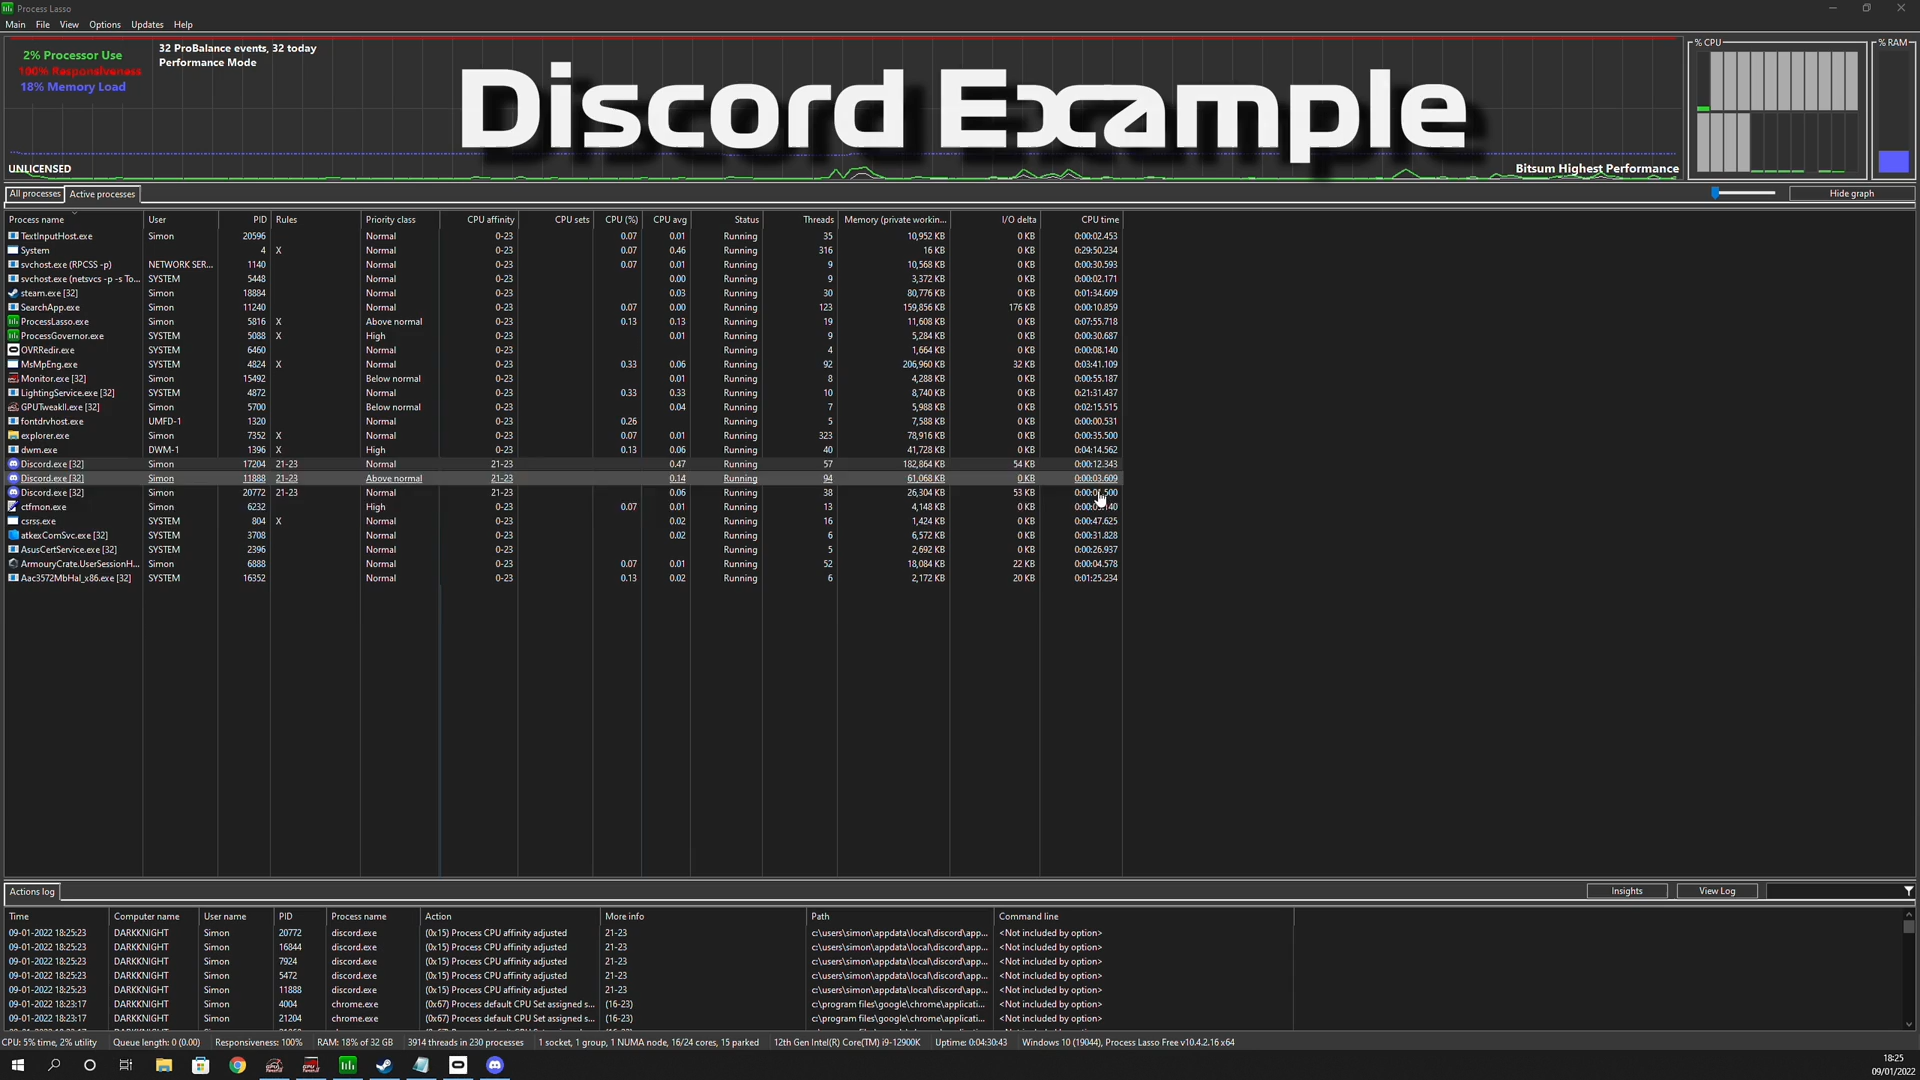 Process Lasso
Main File View Options Updates Help
2% Processor Use
100% Responsiveness
18% Memory Load
32 ProBalance events, 32 today
Performance Mode
Discord Example
UNLICENSED
Bitsum Highest Performance
% CPU
% RAM
All processes Active processes
Hide graph
Process name User PID Rules Priority class CPU affinity CPU sets CPU (%) CPU avg Status Threads Memory (private workin... I/O delta CPU time
TextInputHost.exe Simon 20596 Normal 0-23 0.07 0.01 Running 35 10,952 KB 0 KB 0:00:02.453
System 4 X Normal 0-23 0.07 0.46 Running 316 16 KB 0 KB 0:29:50.234
svchost.exe (RPCSS -p) NETWORK SER... 1140 Normal 0-23 0.07 0.01 Running 9 10,568 KB 0 KB 0:00:30.593
svchost.exe (netsvcs -p -s To... SYSTEM 5448 Normal 0-23 0.00 Running 9 3,372 KB 0 KB 0:00:02.171
steam.exe [32] Simon 18884 Normal 0-23 0.03 Running 30 80,776 KB 0 KB 0:01:34.609
SearchApp.exe Simon 11240 Normal 0-23 0.07 0.00 Running 123 159,856 KB 176 KB 0:00:10.859
ProcessLasso.exe Simon 5816 X Above normal 0-23 0.13 0.13 Running 19 11,608 KB 0 KB 0:07:55.718
ProcessGovernor.exe SYSTEM 5088 X High 0-23 0.01 Running 9 5,284 KB 0 KB 0:00:30.687
OVRRedir.exe SYSTEM 6460 Normal 0-23 Running 4 1,664 KB 0 KB 0:00:08.140
MsMpEng.exe SYSTEM 4824 X Normal 0-23 0.33 0.06 Running 92 206,960 KB 32 KB 0:03:41.109
Monitor.exe [32] Simon 15492 Below normal 0-23 0.01 Running 8 4,288 KB 0 KB 0:00:55.187
LightingService.exe [32] SYSTEM 4872 Normal 0-23 0.33 0.33 Running 10 8,740 KB 0 KB 0:21:31.437
GPUTweakII.exe [32] Simon 5700 Below normal 0-23 0.04 Running 7 5,988 KB 0 KB 0:02:15.515
fontdrvhost.exe UMFD-1 1320 Normal 0-23 0.26 Running 5 7,588 KB 0 KB 0:00:00.531
explorer.exe Simon 7352 X Normal 0-23 0.07 0.01 Running 323 78,916 KB 0 KB 0:00:35.500
dwm.exe DWM-1 1396 X High 0-23 0.13 0.06 Running 40 41,728 KB 0 KB 0:04:14.562
Discord.exe [32] Simon 17204 21-23 Normal 21-23 0.47 Running 57 182,864 KB 54 KB 0:00:12.343
Discord.exe [32] Simon 11888 21-23 Above normal 21-23 0.14 Running 94 61,068 KB 0 KB 0:00:03.609
Discord.exe [32] Simon 20772 21-23 Normal 21-23 0.06 Running 38 26,304 KB 53 KB
ctfmon.exe Simon 6232 High 0-23 0.07 0.01 Running 13 4,148 KB 0 KB
csrss.exe SYSTEM 804 X Normal 0-23 0.02 Running 16 1,424 KB 0 KB 0:00:47.625
atkexComSvc.exe [32] SYSTEM 3708 Normal 0-23 0.02 Running 6 6,572 KB 0 KB 0:00:31.828
AsusCertService.exe [32] SYSTEM 2396 Normal 0-23 Running 5 2,692 KB 0 KB 0:00:26.937
ArmouryCrate.UserSessionH... Simon 6888 Normal 0-23 0.07 0.01 Running 52 18,084 KB 22 KB 0:00:04.578
Aac3572MbHal_x86.exe [32] SYSTEM 16352 Normal 0-23 0.13 0.02 Running 6 2,172 KB 20 KB 0:01:25.234
Actions log
Insights View Log
Time Computer name User name PID Process name Action More info Path Command line
09-01-2022 18:25:23 DARKKNIGHT Simon 20772 discord.exe (0x15) Process CPU affinity adjusted 21-23 c:\users\simon\appdata\local\discord\app... <Not included by option>
09-01-2022 18:25:23 DARKKNIGHT Simon 16844 discord.exe (0x15) Process CPU affinity adjusted 21-23 c:\users\simon\appdata\local\discord\app... <Not included by option>
09-01-2022 18:25:23 DARKKNIGHT Simon 7924 discord.exe (0x15) Process CPU affinity adjusted 21-23 c:\users\simon\appdata\local\discord\app... <Not included by option>
09-01-2022 18:25:23 DARKKNIGHT Simon 5472 discord.exe (0x15) Process CPU affinity adjusted 21-23 c:\users\simon\appdata\local\discord\app... <Not included by option>
09-01-2022 18:25:23 DARKKNIGHT Simon 11888 discord.exe (0x15) Process CPU affinity adjusted 21-23 c:\users\simon\appdata\local\discord\app... <Not included by option>
09-01-2022 18:23:17 DARKKNIGHT Simon 4004 chrome.exe (0x67) Process default CPU Set assigned s... (16-23) c:\program files\google\chrome\applicati... <Not included by option>
09-01-2022 18:23:17 DARKKNIGHT Simon 21204 chrome.exe (0x67) Process default CPU Set assigned s... (16-23) c:\program files\google\chrome\applicati... <Not included by option>
CPU: 5% time, 2% utility Queue length: 0 (0.00) Responsiveness: 100% RAM: 18% of 32 GB 3914 threads in 230 processes 1 socket, 1 group, 1 NUMA node, 16/24 cores, 15 parked 12th Gen Intel(R) Core(TM) i9-12900K Uptime: 0:04:30:43 Windows 10 (19044), Process Lasso Free v10.4.2.16 x64
18:25
09/01/2022